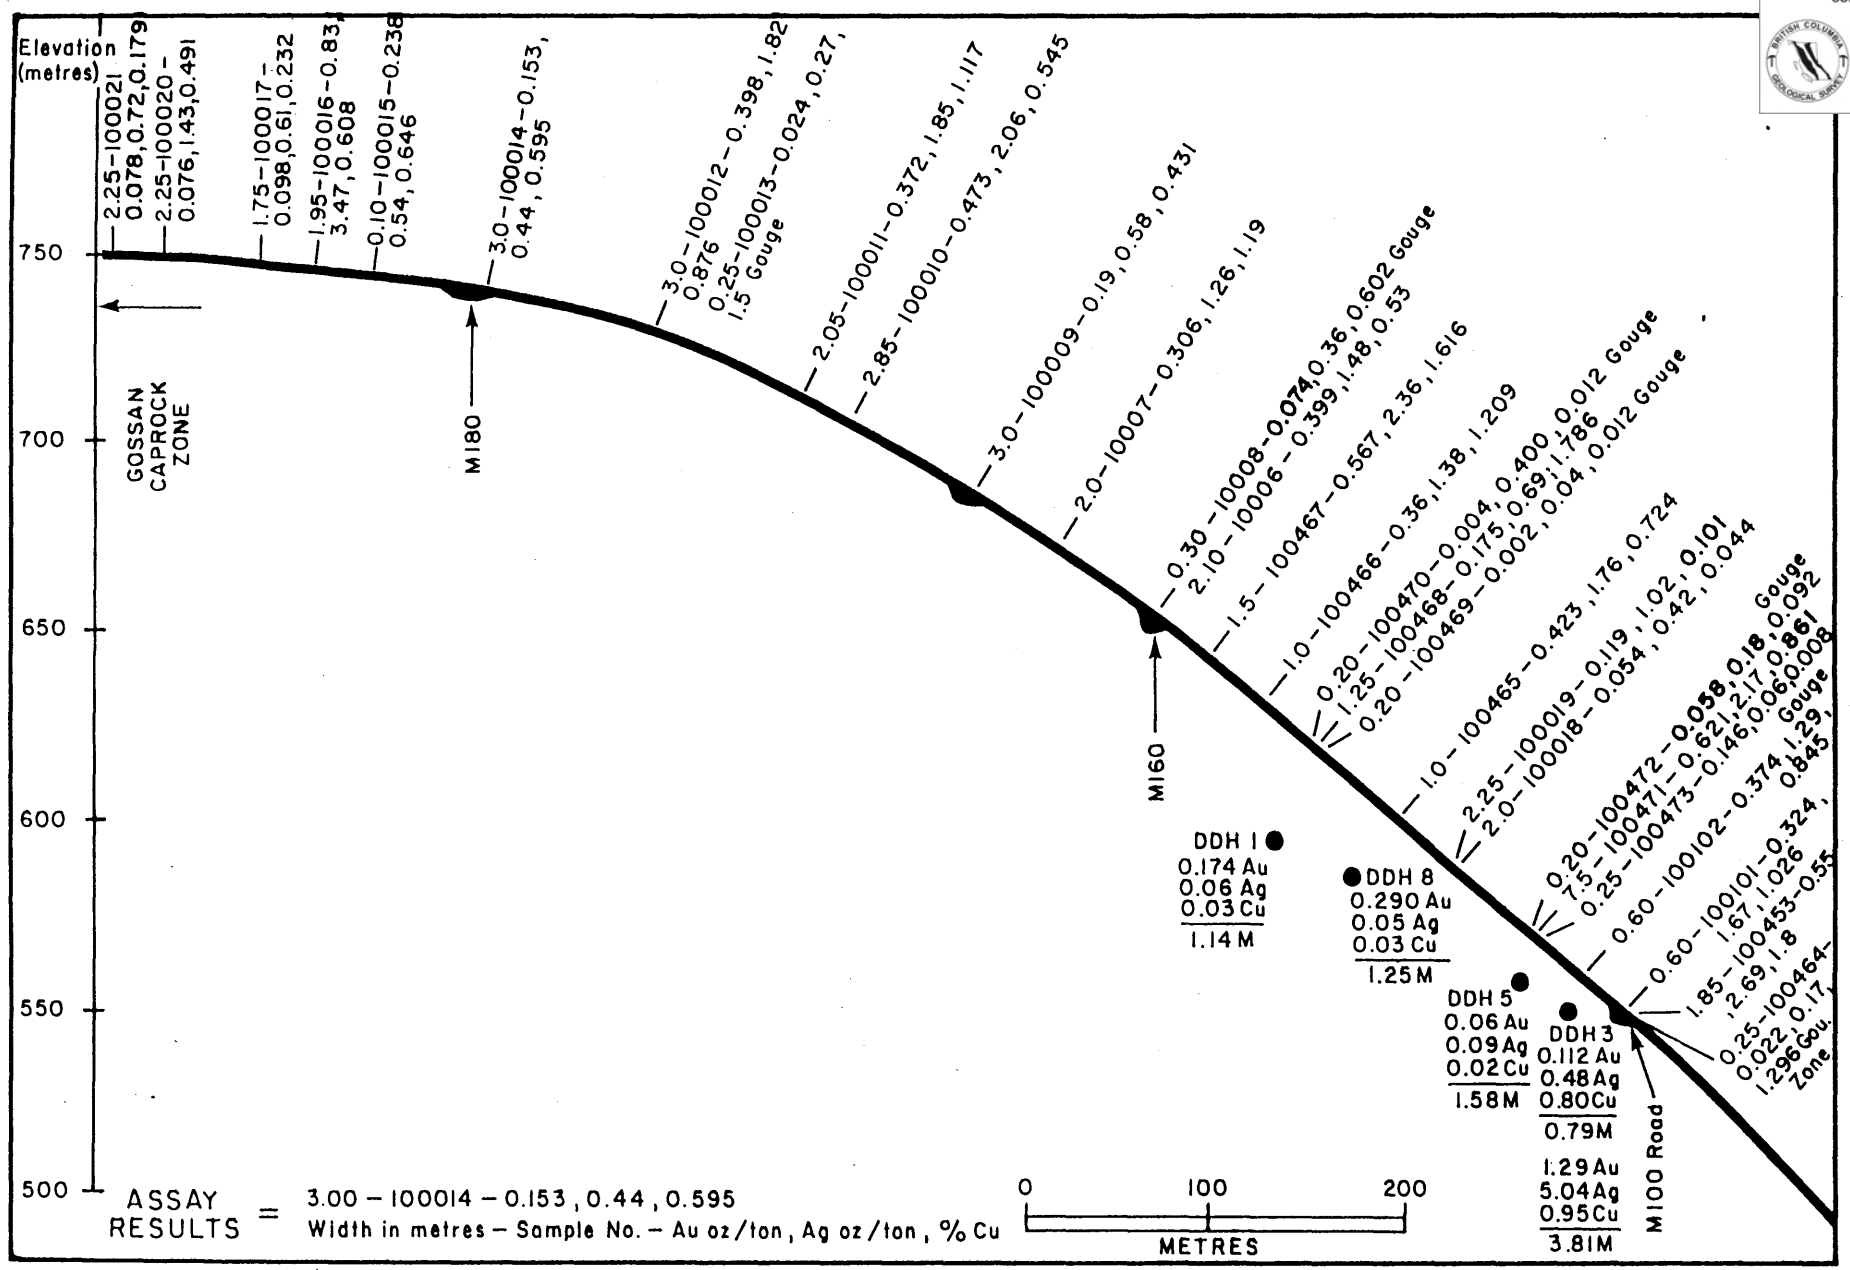 BRITISH COLUMBIA
GEOLOGICAL SURVEY
Elevation
(metres)
750
700
650
600
550
500
2.25-100021
0.078,0.72,0.179
2.25-100020-
0.076,1.43,0.491
1.75-100017-
0.098,0.61,0.232
1.95-100016-0.83,
3.47,0.608
0.10-100015-0.238
0.54,0.646
3.0-100014-0.153,
0.44,0.595
3.0-100012-0.398,1.82
0.876
0.25-100013-0.024,0.27,
1.5 Gouge
2.05-100011-0.372,1.85,1.117
2.85-100010-0.473,2.06,0.545
3.0-100009-0.19,0.58,0.431
2.0-10007-0.306,1.26,1.19
0.30-10008-0.074,0.36,0.602 Gouge
2.10-10006-0.399,1.48,0.53
1.5-100467-0.567,2.36,1.616
1.0-100466-0.36,1.38,1.209
0.20-100470-0.004,0.400,0.012 Gouge
1.25-100468-0.175,0.69,1.786
0.20-100469-0.002,0.04,0.012 Gouge
1.0-100465-0.423,1.76,0.724
2.25-100019-0.119,1.02,0.101
2.0-100018-0.054,0.42,0.044
0.20-100472-0.058,0.18,0.092
Gouge
7.5-100471-0.621,2.17,0.861
0.25-100473-0.146,0.06,0.008
Gouge
0.60-100102-0.374,1.29,
0.845
0.60-100101-0.324,
1.67,1.026
1.85-100453-0.55
,2.69,1.8
0.25-100464-
0.022,0.17,
1.296 Gou.
Zone
GOSSAN
CAPROCK
ZONE
M180
M160
M100 Road
DDH 1
0.174 Au
0.06 Ag
0.03 Cu
1.14 M
DDH 8
0.290 Au
0.05 Ag
0.03 Cu
1.25 M
DDH 5
0.06 Au
0.09 Ag
0.02 Cu
1.58 M
DDH 3
0.112 Au
0.48 Ag
0.80 Cu
0.79 M
1.29 Au
5.04 Ag
0.95 Cu
3.81 M
ASSAY
RESULTS =
3.00-100014-0.153, 0.44, 0.595
Width in metres - Sample No. - Au oz/ton, Ag oz/ton, % Cu
0 100 200
METRES